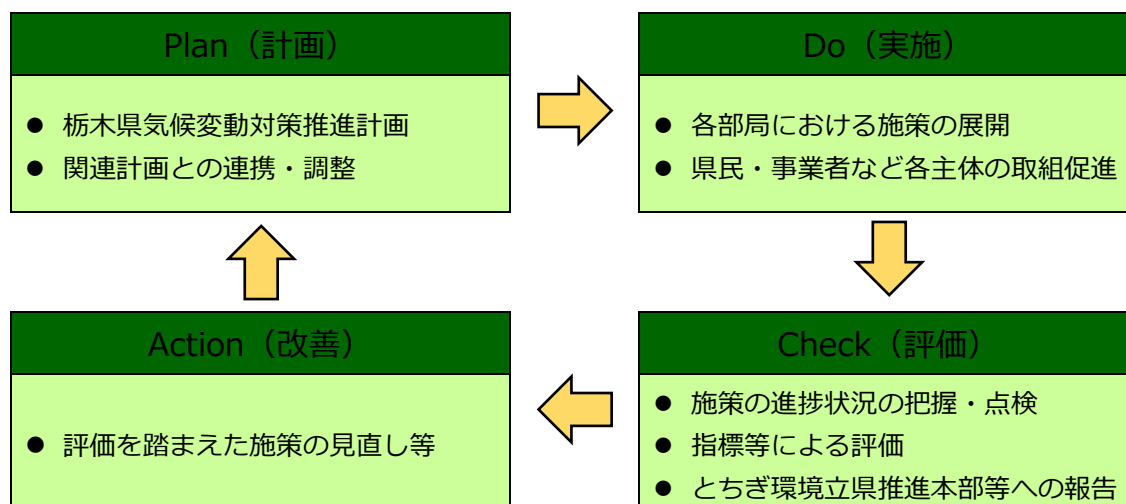 Plan（計画）
● 栃木県気候変動対策推進計画
● 関連計画との連携・調整
Do（実施）
● 各部局における施策の展開
● 県民・事業者など各主体の取組促進
Check（評価）
● 施策の進捗状況の把握・点検
● 指標等による評価
● とちぎ環境立県推進本部等への報告
Action（改善）
● 評価を踏まえた施策の見直し等